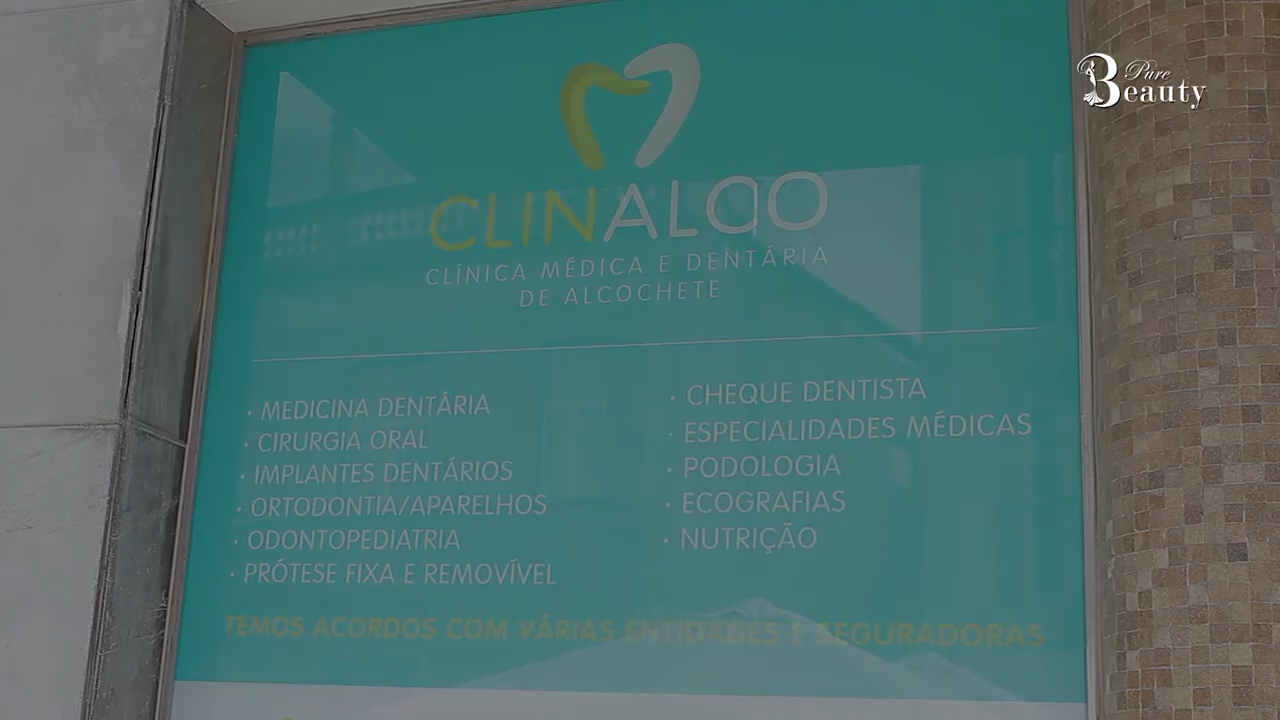 Pure
Beauty
CLINALCO
CLÍNICA MÉDICA E DENTÁRIA
DE ALCOCHETE
· MEDICINA DENTÁRIA
· CIRURGIA ORAL
· IMPLANTES DENTÁRIOS
· ORTODONTIA/APARELHOS
· ODONTOPEDIATRIA
· PRÓTESE FIXA E REMOVÍVEL
· CHEQUE DENTISTA
· ESPECIALIDADES MÉDICAS
· PODOLOGIA
· ECOGRAFIAS
· NUTRIÇÃO
TEMOS ACORDOS COM VÁRIAS ENTIDADES E SEGURADORAS